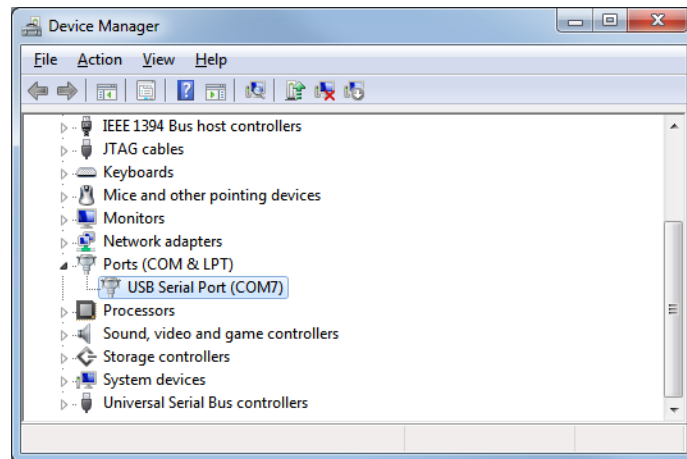 Device Manager
File Action View Help
IEEE 1394 Bus host controllers
JTAG cables
Keyboards
Mice and other pointing devices
Monitors
Network adapters
Ports (COM & LPT)
USB Serial Port (COM7)
Processors
Sound, video and game controllers
Storage controllers
System devices
Universal Serial Bus controllers